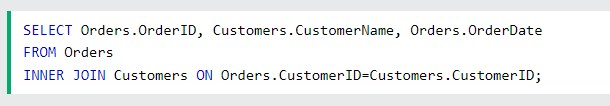 SELECT Orders.OrderID, Customers.CustomerName, Orders.OrderDate
FROM Orders
INNER JOIN Customers ON Orders.CustomerID=Customers.CustomerID;